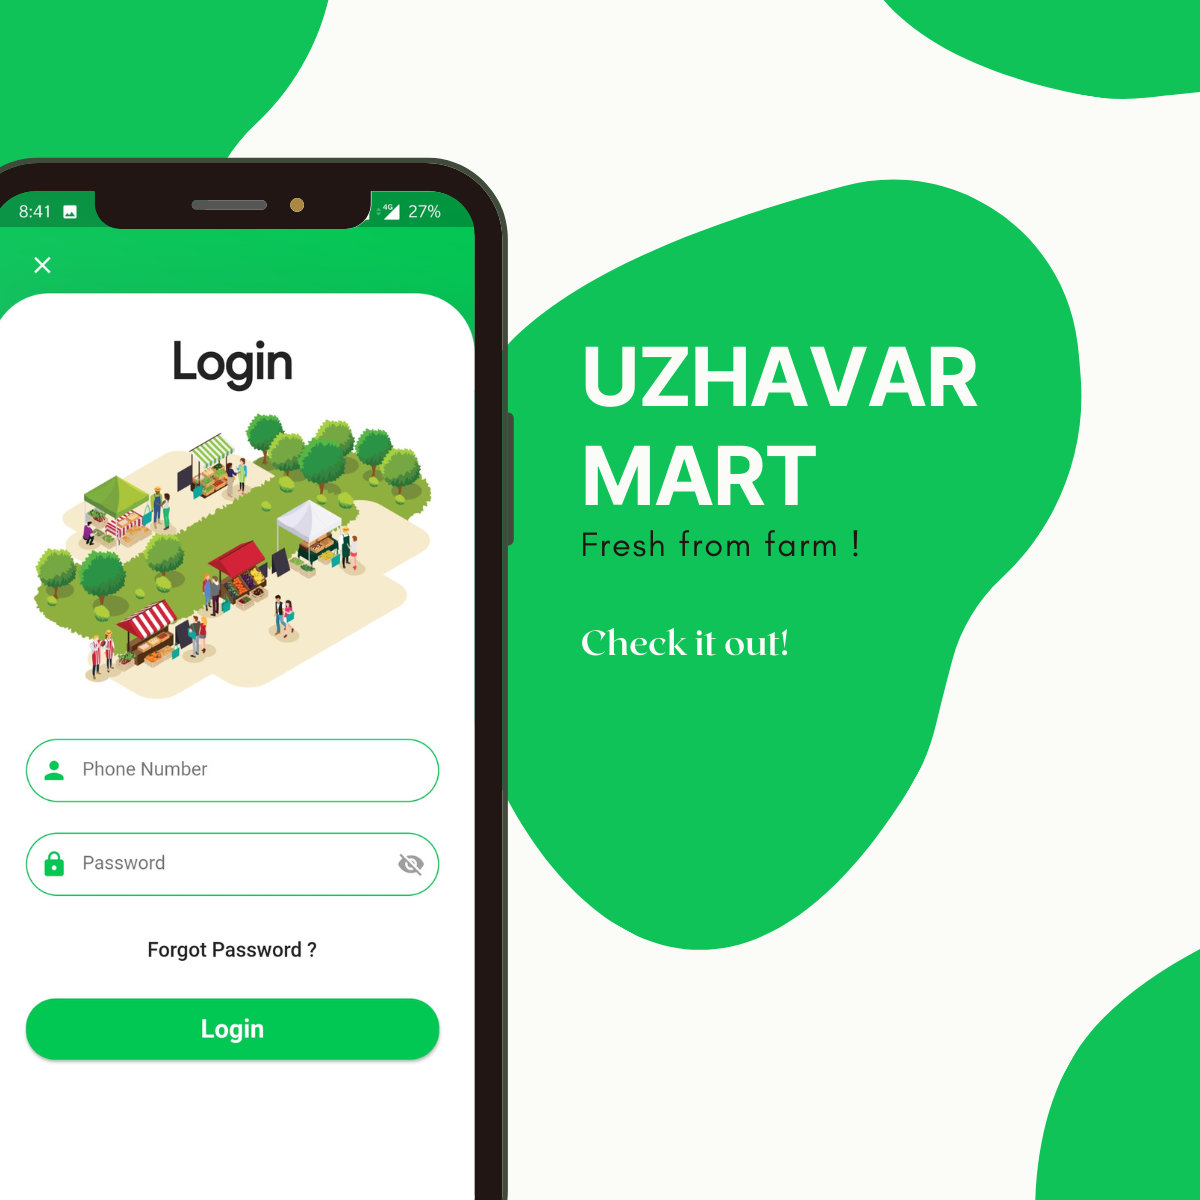 8:41
4G 27%
Login
Phone Number
Password
Forgot Password ?
Login
UZHAVAR
MART
Fresh from farm !
Check it out!